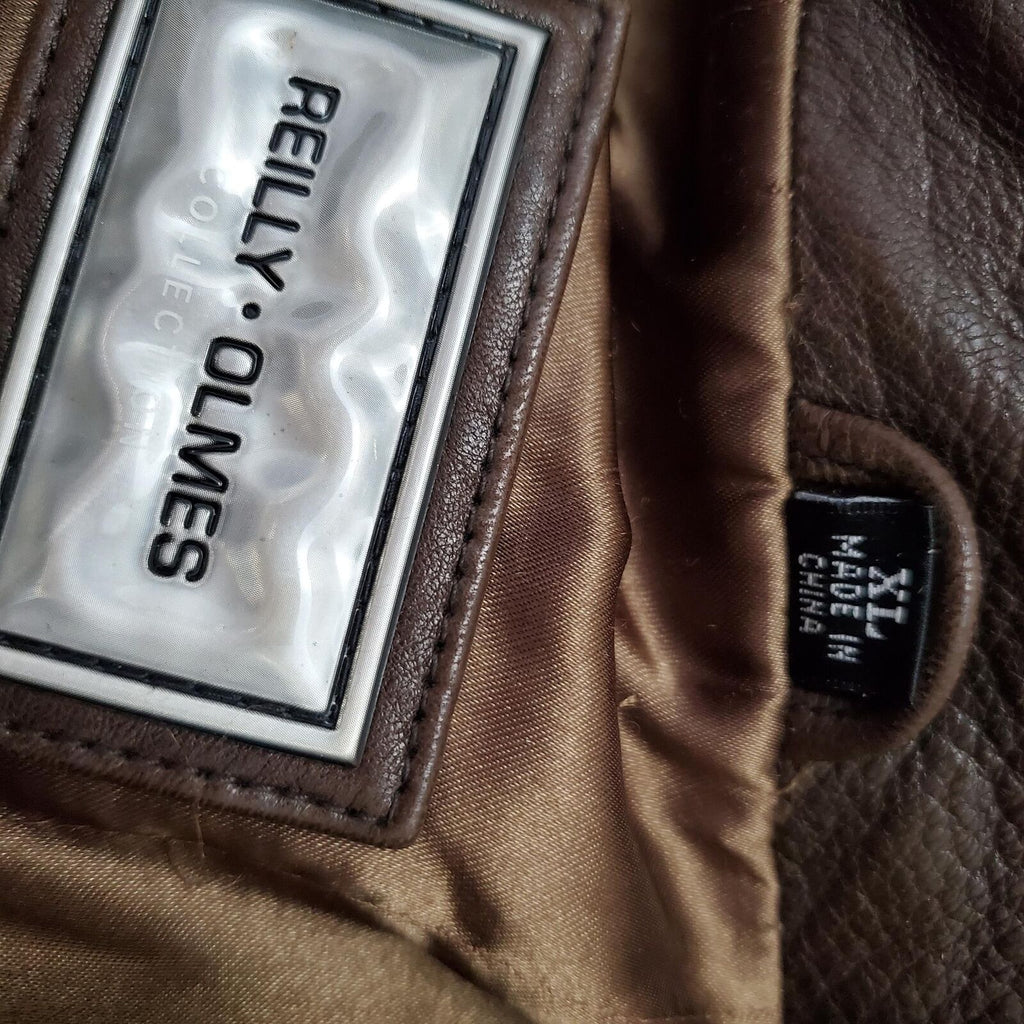 REILLY • OLMES
COLLECTION
XL
MADE IN
CHINA